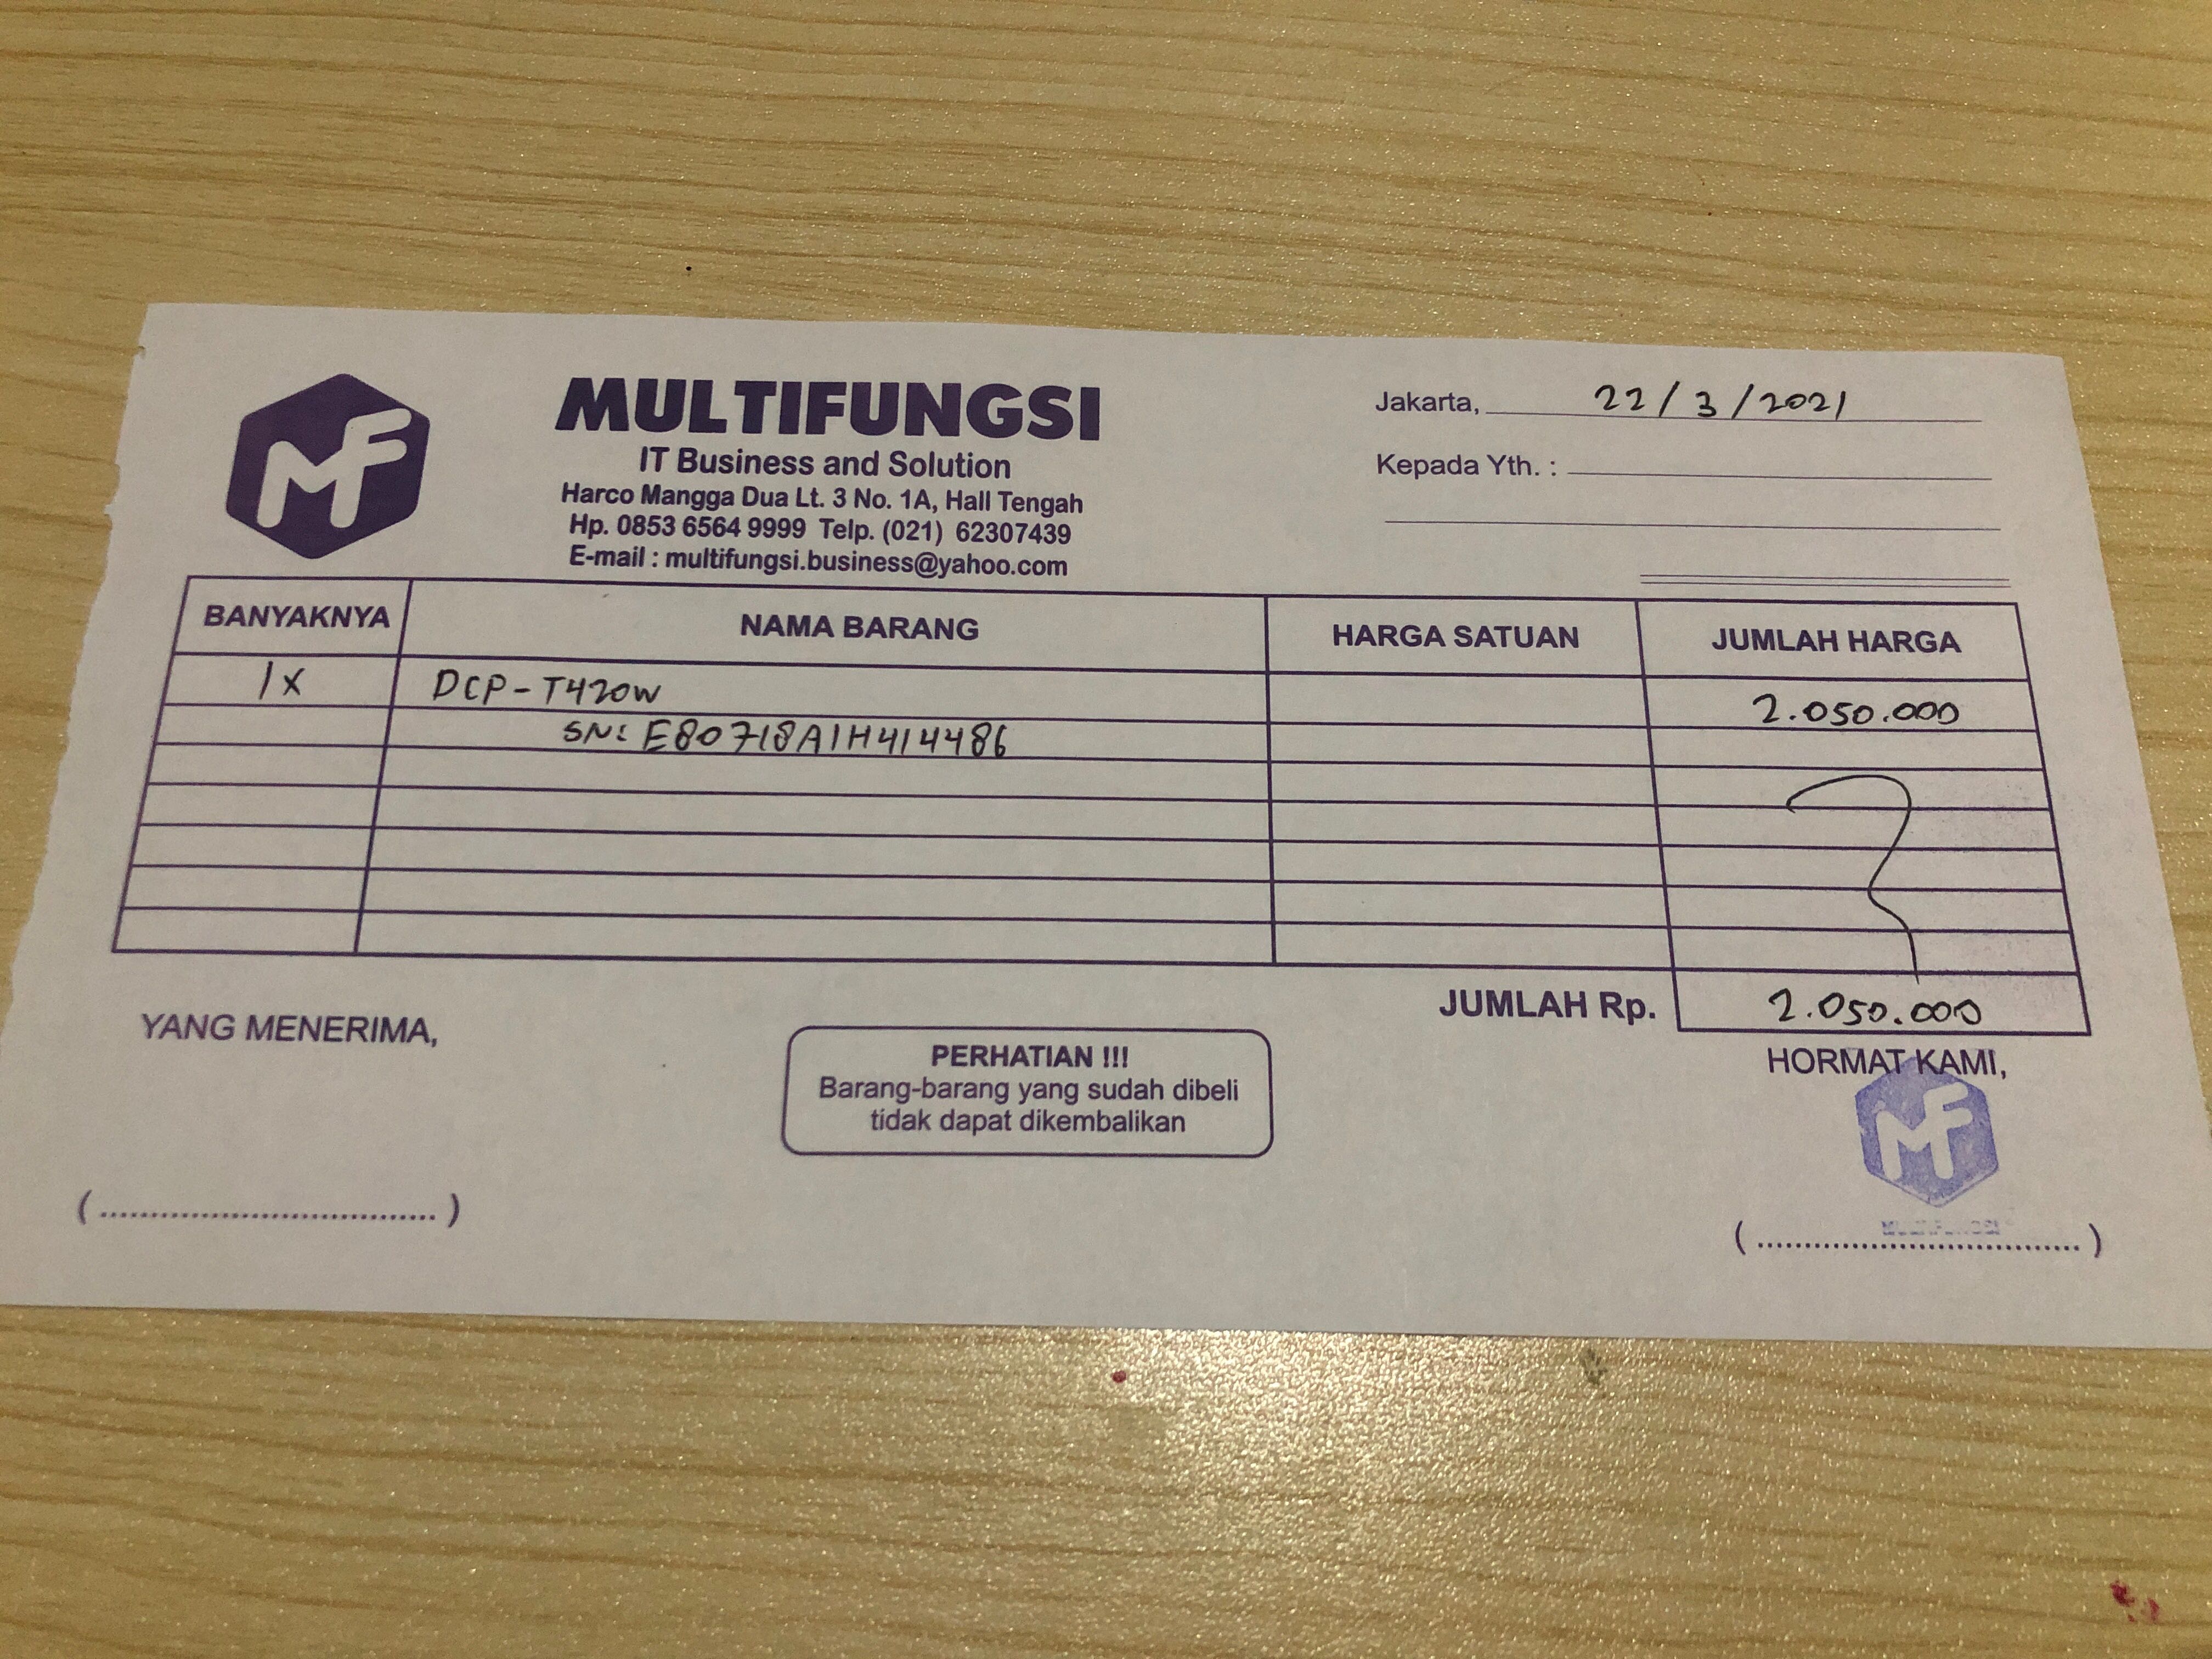 MF
MULTIFUNGSI
IT Business and Solution
Harco Mangga Dua Lt. 3 No. 1A, Hall Tengah
Hp. 0853 6564 9999 Telp. (021) 62307439
E-mail : multifungsi.business@yahoo.com
Jakarta, 22/3/2021
Kepada Yth. :
BANYAKNYA NAMA BARANG HARGA SATUAN JUMLAH HARGA
1x DCP-T420W 2.050.000
SN: E80718A1H414486
JUMLAH Rp. 2.050.000
YANG MENERIMA,
PERHATIAN !!!
Barang-barang yang sudah dibeli
tidak dapat dikembalikan
HORMAT KAMI,
MF
MULTIFUNGSI
(..................................)
(..................................)